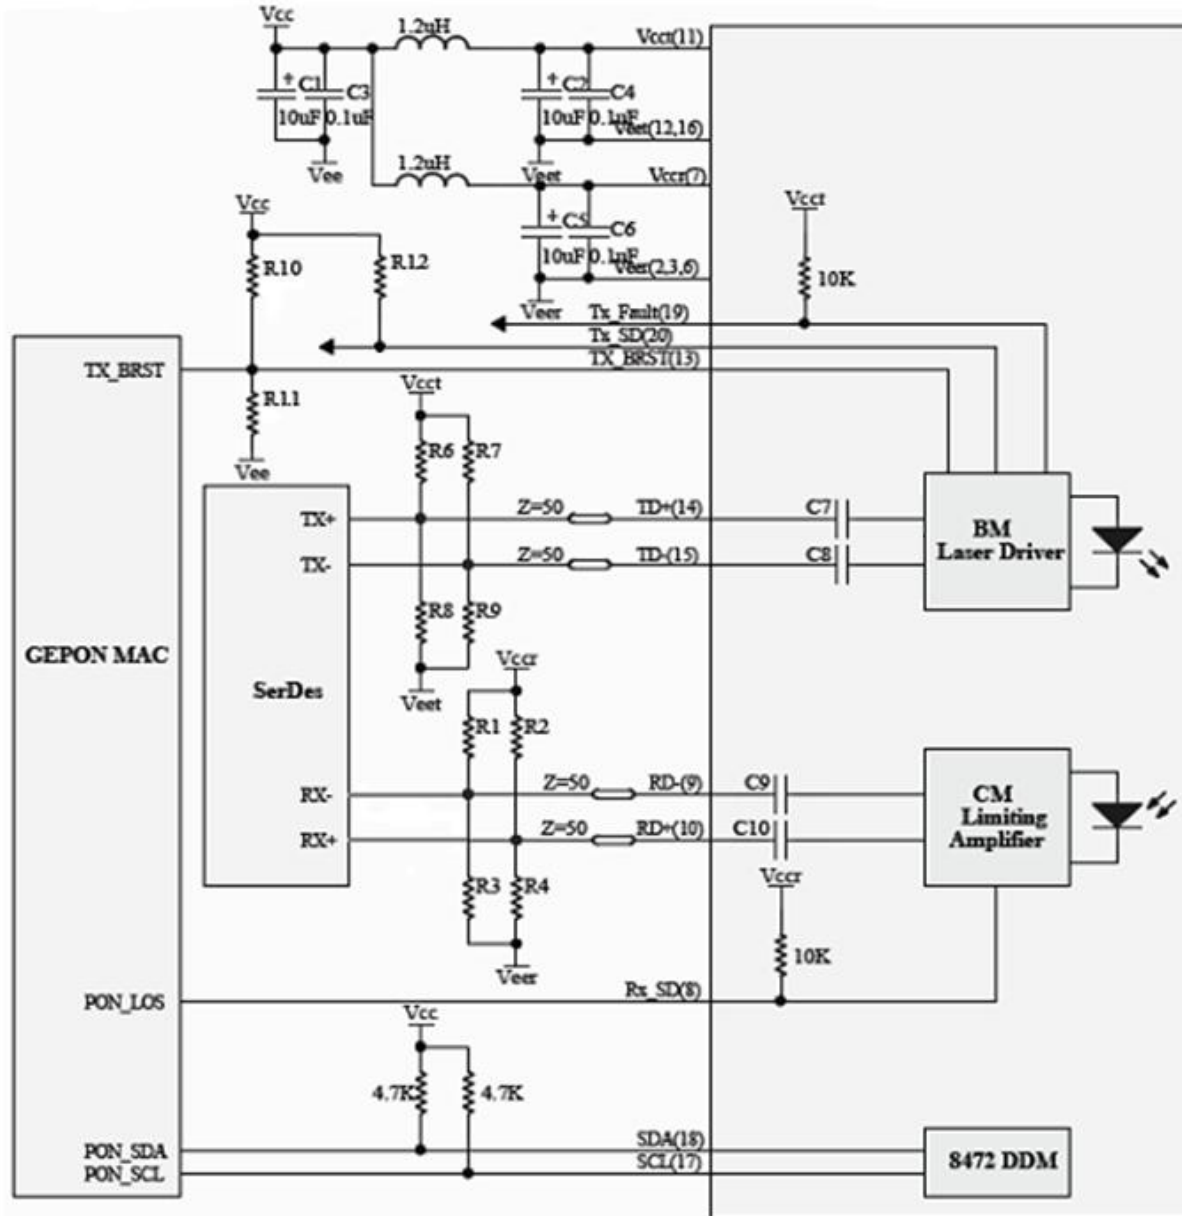 Vcc
1.2uH
Vcct(11)
+ C1
C3
10uF 0.1uF
+ C2
C4
10uF 0.1uF
Veet(12,16)
Vee
Veet
1.2uH
Vccr(7)
Vcc
Vcct
R10
R12
+ C5
C6
10uF 0.1uF
Veer(2,3,6)
10K
Veer
Tx_Fault(19)
Tx_SD(20)
TX_BRST
TX_BRST(13)
R11
Vcct
Vee
R6
R7
TX+
Z=50
TD+(14)
C7
BM
Laser Driver
TX-
Z=50
TD-(15)
C8
R8
R9
GEPON MAC
SerDes
Vccr
Veet
R1
R2
RX-
Z=50
RD-(9)
C9
CM
Limiting
Amplifier
RX+
Z=50
RD+(10)
C10
R3
R4
Vccr
10K
Veer
PON_LOS
Rx_SD(8)
Vcc
4.7K
4.7K
PON_SDA
SDA(18)
PON_SCL
SCL(17)
8472 DDM